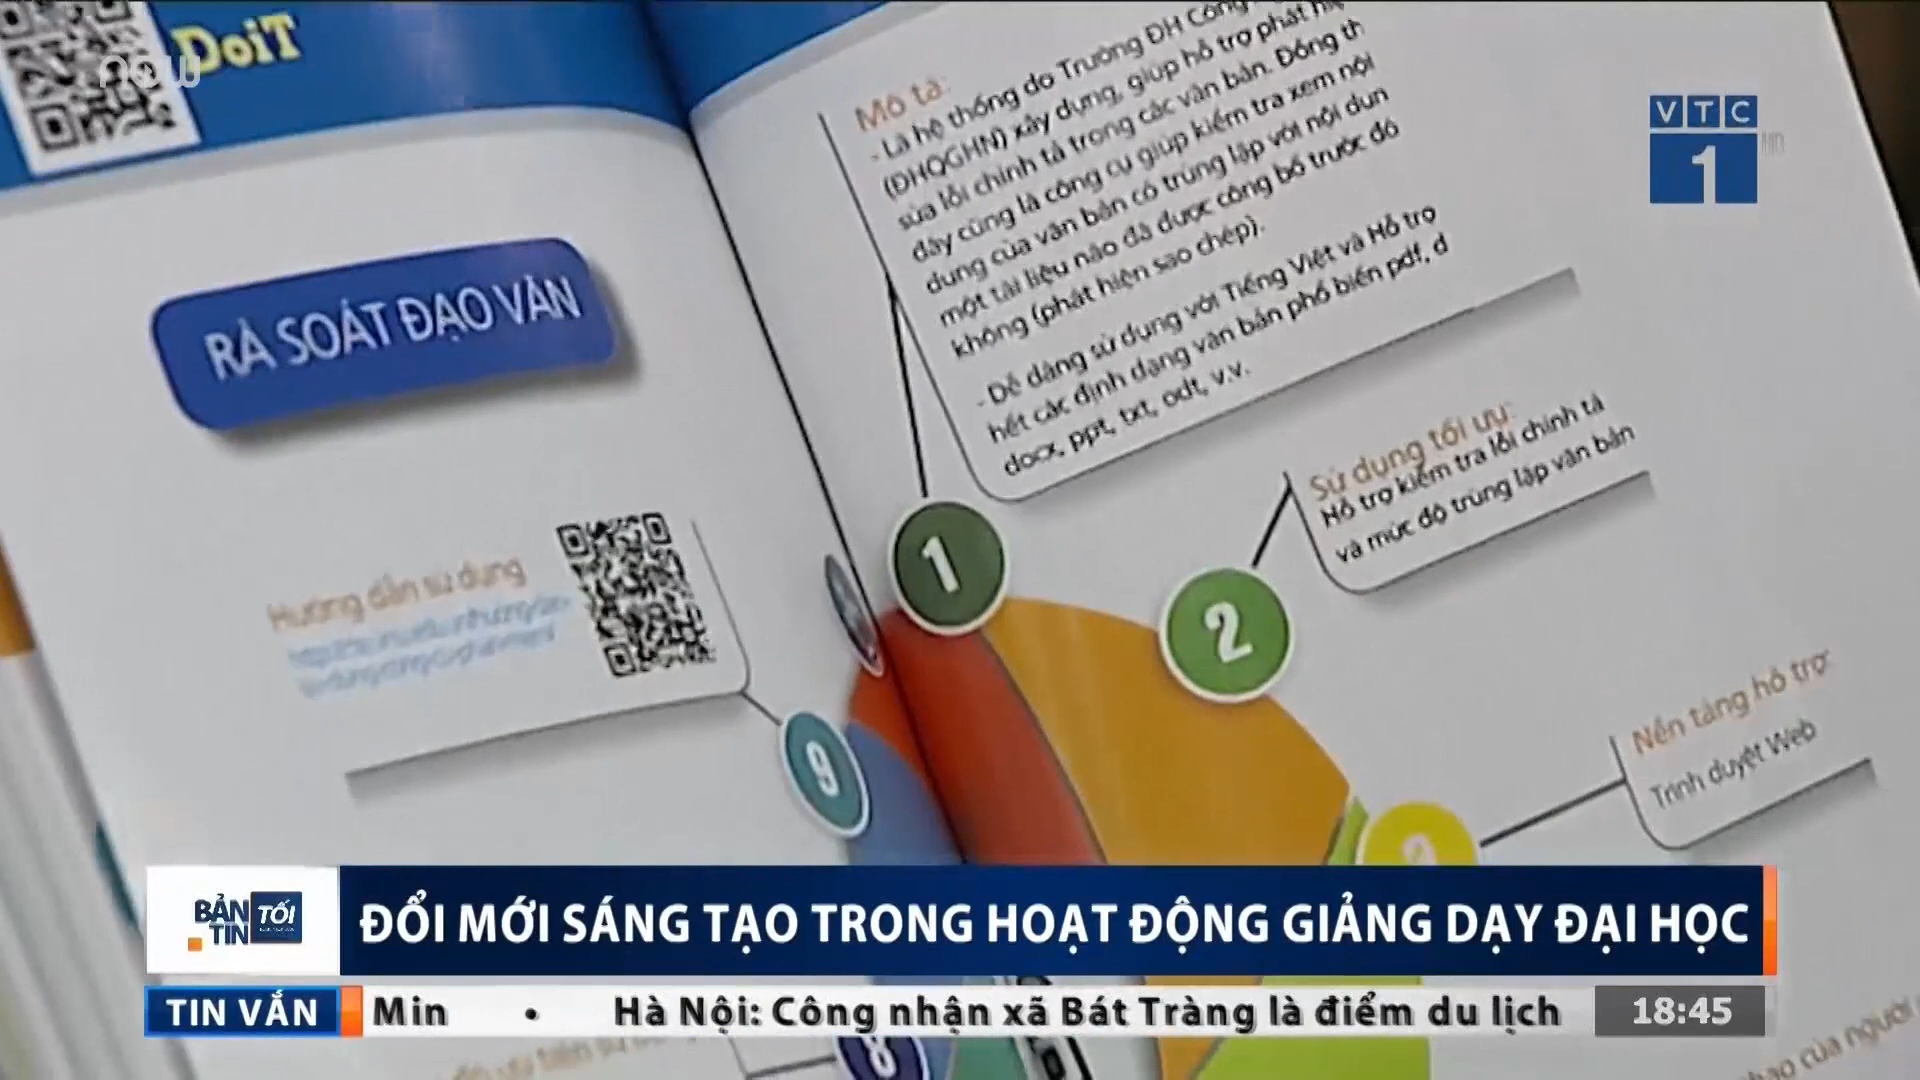 DoiT
now
VTC
1
RÀ SOÁT ĐẠO VĂN
Mô tả:
- Là hệ thống do Trường ĐH Công
(ĐHQGHN) xây dựng, giúp hỗ trợ phát
sửa lỗi chính tả trong các văn bản. Đồng th
đây cũng là công cụ giúp kiểm tra xem nội
dung của văn bản có trùng lặp với nội dun
một tài liệu nào đã được công bố trước đó
không (phát hiện sao chép).
- Dễ dàng sử dụng với Tiếng Việt và Hỗ trợ
hết các định dạng văn bản phổ biến pdf, d
docx, ppt, txt, odt, v.v.
1
Sử dụng tối ưu:
Hỗ trợ kiểm tra lỗi chính tả
và mức độ trùng lặp văn bản
2
Hướng dẫn sử dụng
9
Nền tảng hỗ trợ:
Trình duyệt Web
3
BẢN TIN TỐI
ĐỔI MỚI SÁNG TẠO TRONG HOẠT ĐỘNG GIẢNG DẠY ĐẠI HỌC
TIN VẮN
Min • Hà Nội: Công nhận xã Bát Tràng là điểm du lịch
18:45
8
của người